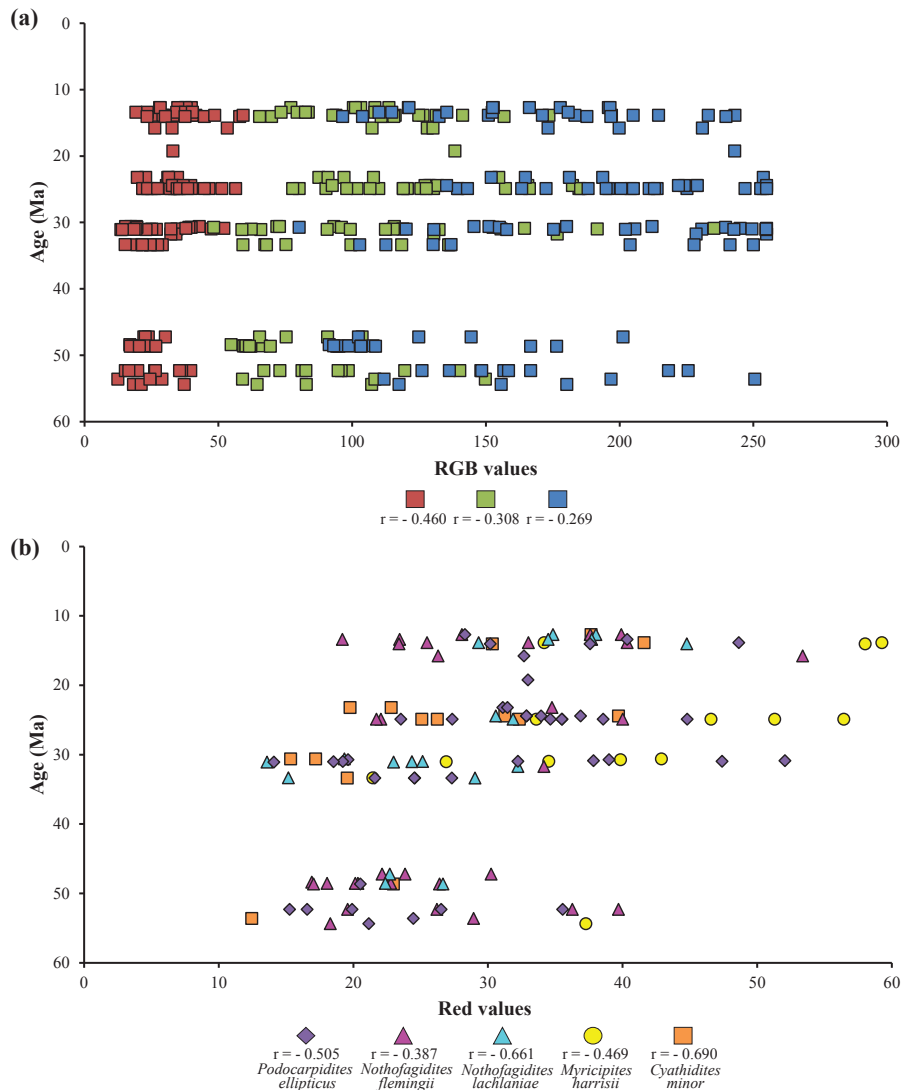 (a)
0
10
20
30
40
50
60
Age (Ma)
0 50 100 150 200 250 300
RGB values
r = - 0.460 r = - 0.308 r = - 0.269
(b)
0
10
20
30
40
50
60
Age (Ma)
0 10 20 30 40 50 60
Red values
r = - 0.505 r = - 0.387 r = - 0.661 r = - 0.469 r = - 0.690
Podocarpidites Nothofagidites Nothofagidites Myricipites Cyathidites
ellipticus flemingii lachlaniae harrisii minor